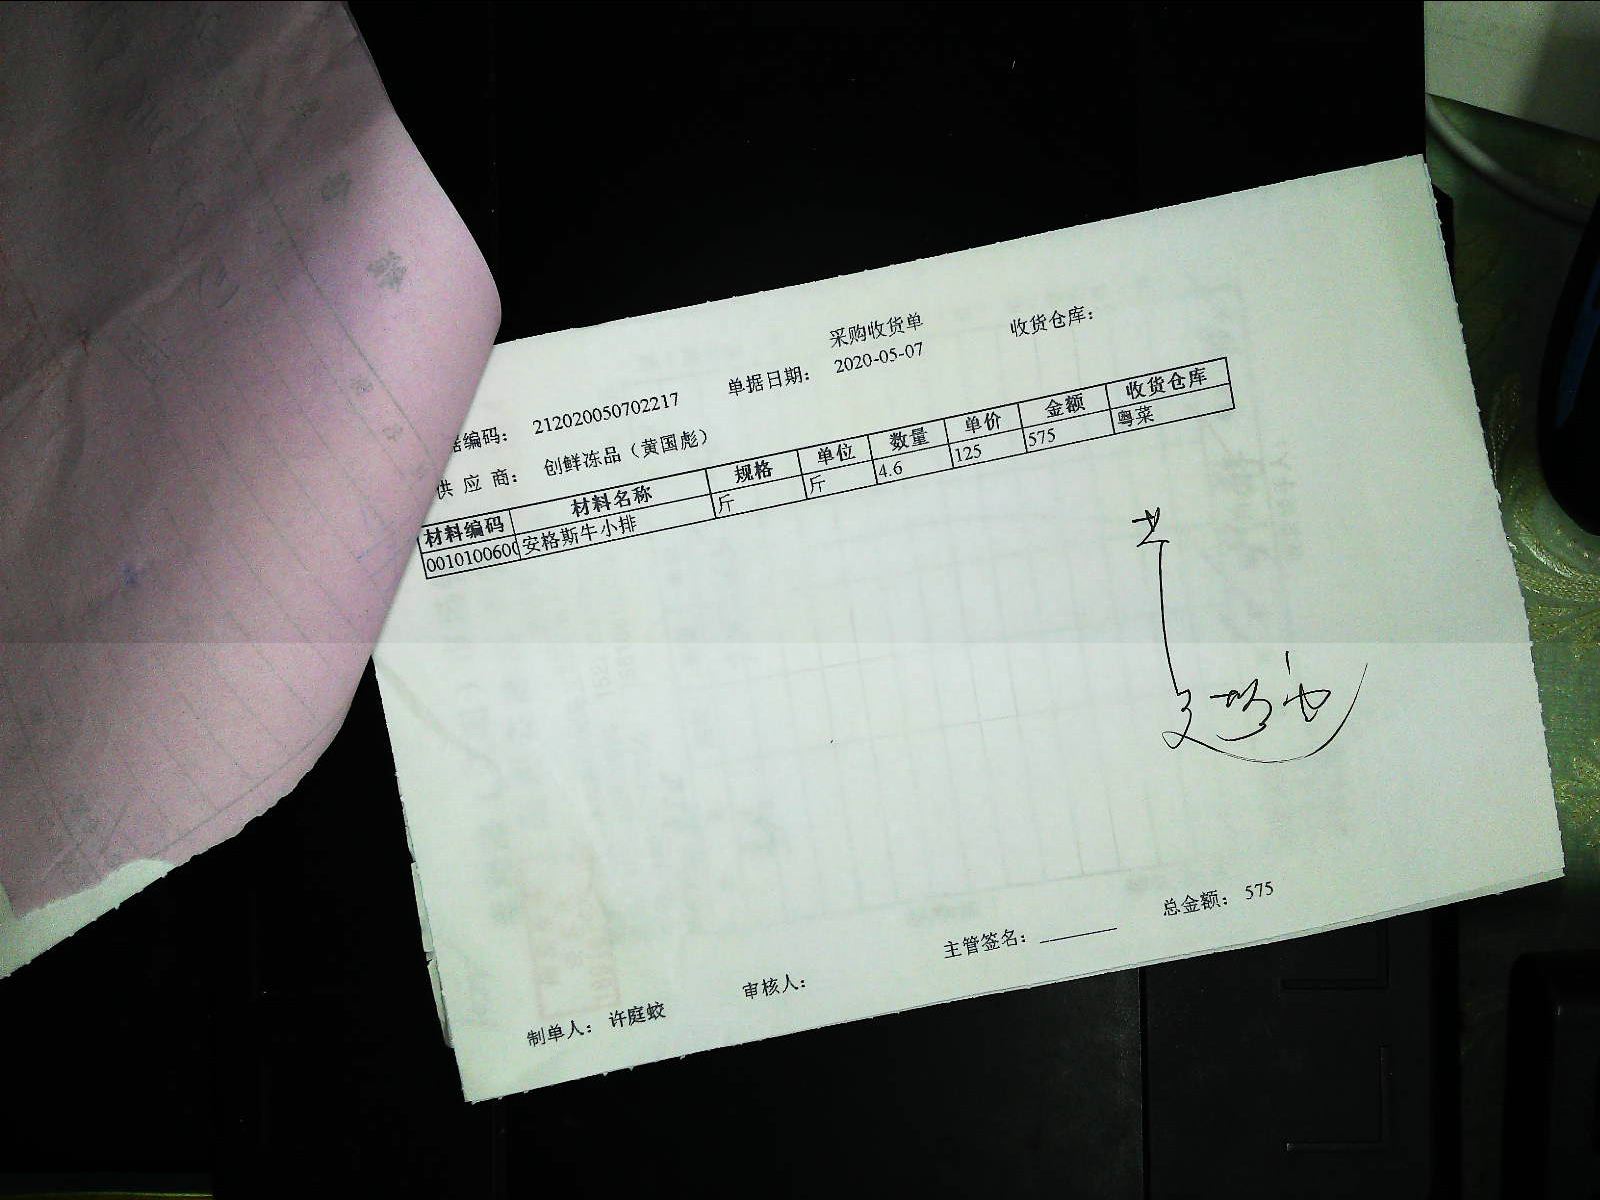 采购收货单
据编码： 212020050702217 单据日期： 2020-05-07 收货仓库：
供 应 商： 创鲜冻品（黄国彪）
材料编码 材料名称 规格 单位 数量 单价 金额 收货仓库
0010100600 安格斯牛小排 斤 斤 4.6 125 575 粤菜
总金额： 575
制单人： 许庭蛟 审核人： 主管签名：